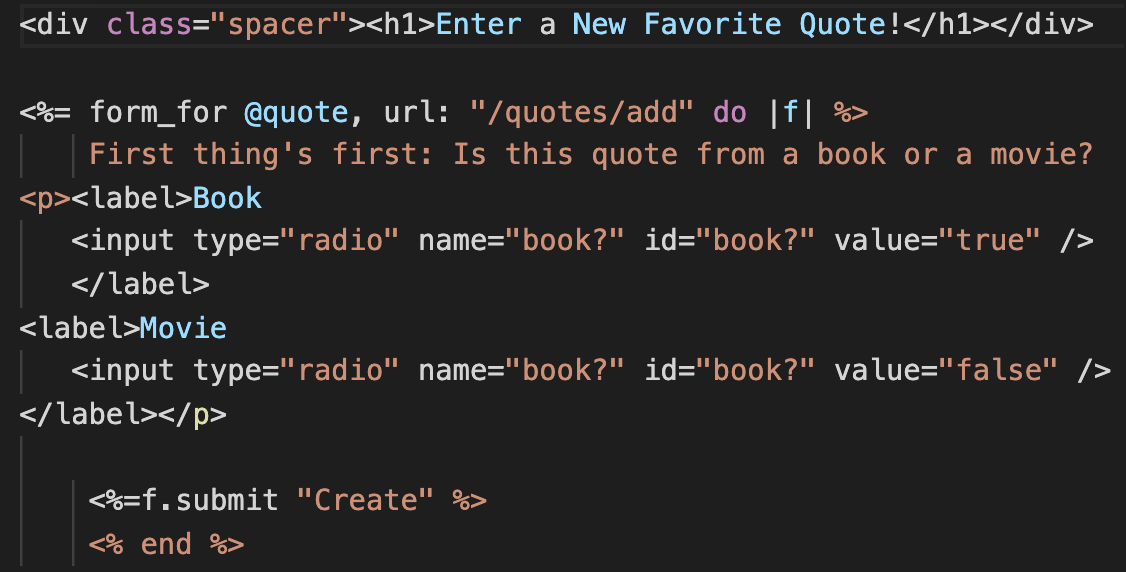 <div class="spacer"><h1>Enter a New Favorite Quote!</h1></div>
<%= form_for @quote, url: "/quotes/add" do |f| %>
First thing's first: Is this quote from a book or a movie?
<p><label>Book
<input type="radio" name="book?" id="book?" value="true" />
</label>
<label>Movie
<input type="radio" name="book?" id="book?" value="false" />
</label></p>
<%=f.submit "Create" %>
<% end %>